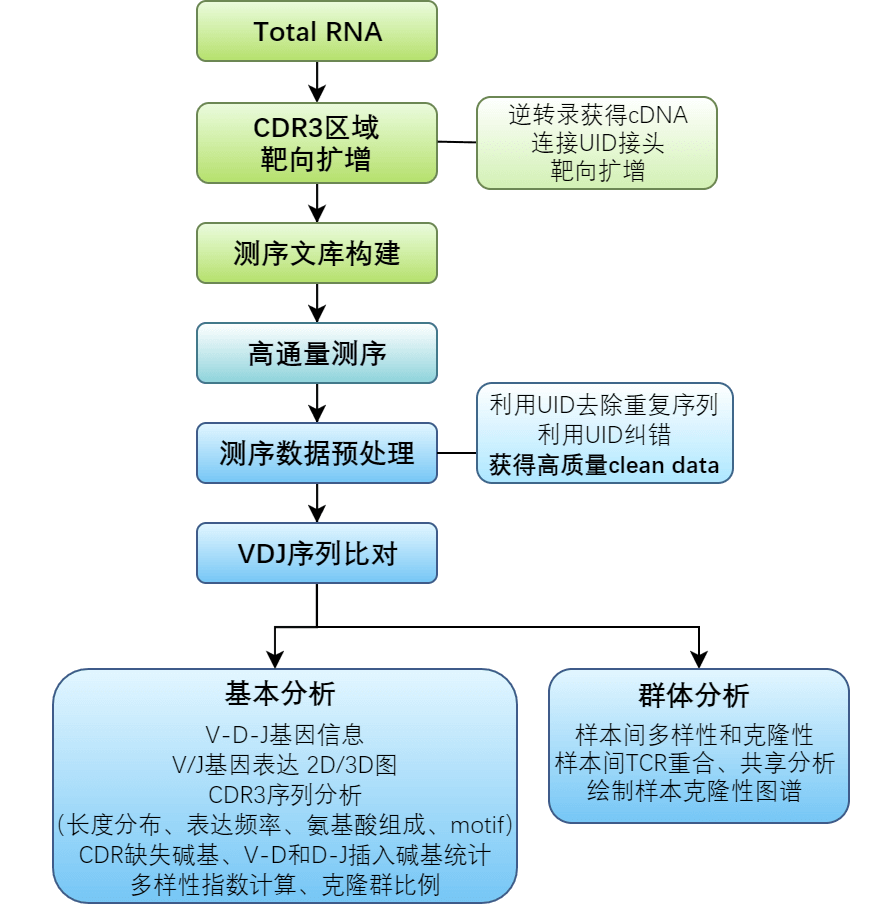 Total RNA
CDR3区域
靶向扩增
逆转录获得cDNA
连接UID接头
靶向扩增
测序文库构建
高通量测序
测序数据预处理
利用UID去除重复序列
利用UID纠错
获得高质量clean data
VDJ序列比对
基本分析
V-D-J基因信息
V/J基因表达 2D/3D图
CDR3序列分析
(长度分布、表达频率、氨基酸组成、motif)
CDR缺失碱基、V-D和D-J插入碱基统计
多样性指数计算、克隆群比例
群体分析
样本间多样性和克隆性
样本间TCR重合、共享分析
绘制样本克隆性图谱